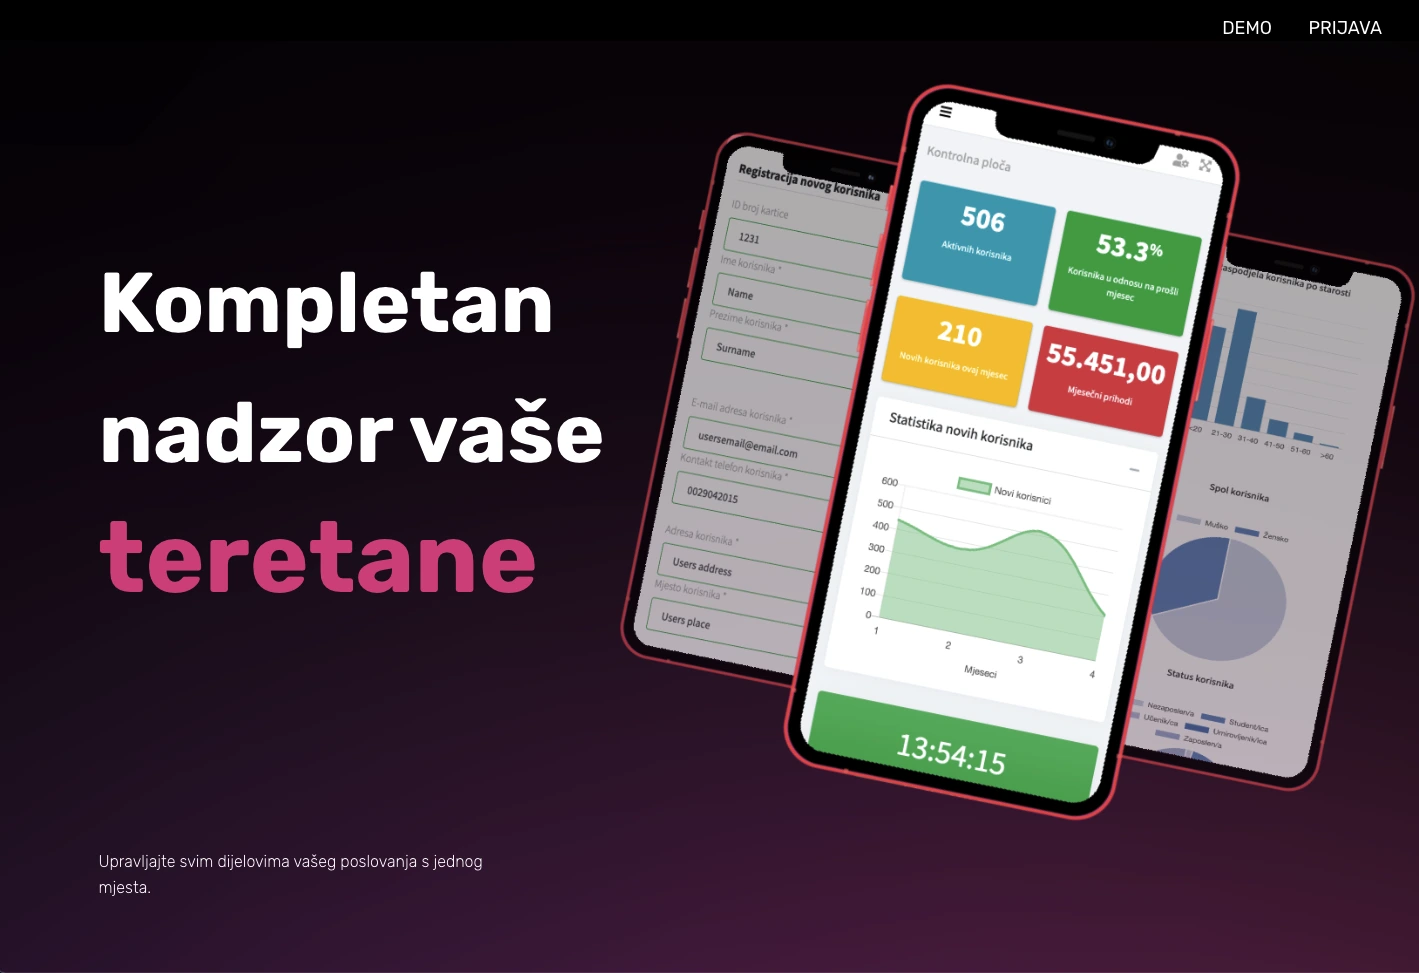 DEMO
PRIJAVA
Kompletan
nadzor vaše
teretane
Upravljajte svim dijelovima vašeg poslovanja s jednog
mjesta.
Registracija novog korisnika
ID broj kartice
1231
Ime korisnika *
Name
Prezime korisnika *
Surname
E-mail adresa korisnika *
usersemail@email.com
Kontakt telefon korisnika *
0029042015
Adresa korisnika *
Users address
Mjesto korisnika *
Users place
Kontrolna ploča
506
Aktivnih korisnika
53.3%
Korisnika u odnosu na prošli
mjesec
210
Novih korisnika ovaj mjesec
55.451,00
Mjesečni prihodi
Statistika novih korisnika
Novi korisnici
600
500
400
300
200
100
0
1
2
3
4
Mjeseci
13:54:15
aspodjela korisnika po starosti
<20
21-30
31-40
41-50
51-60
>60
Spol korisnika
Muško
Žensko
Status korisnika
Nezaposlen/a
Student/ica
Učenik/ca
Umirovljenik/ica
Zaposlen/a